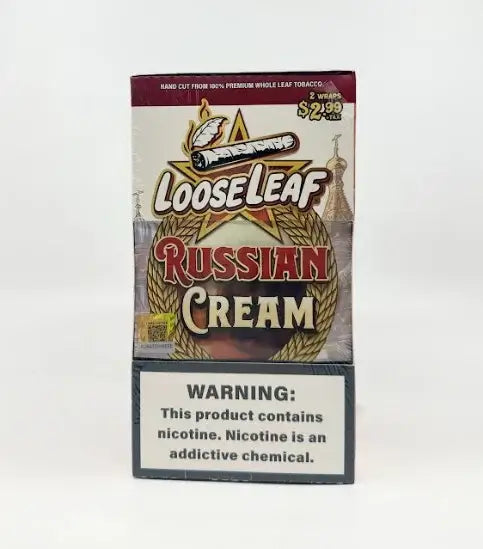 HAND CUT FROM 100% PREMIUM WHOLE LEAF TOBACCO
2 WRAPS
$2.99
+TAX
LOOSELEAF
RUSSIAN
CREAM
WARNING:
This product contains
nicotine. Nicotine is an
addictive chemical.